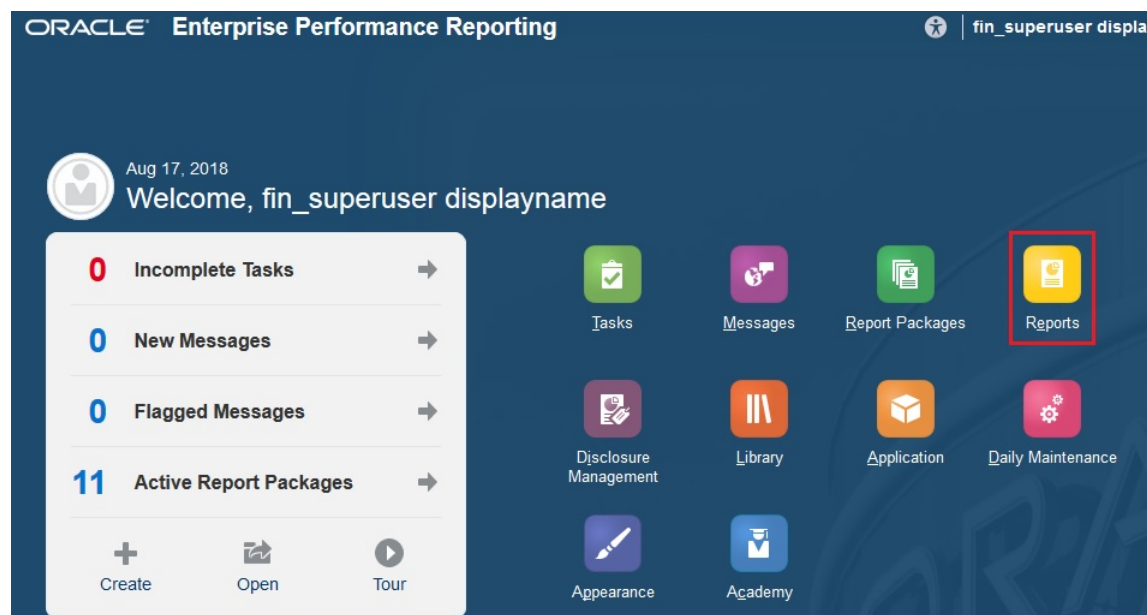 ORACLE Enterprise Performance Reporting
fin_superuser displa
Aug 17, 2018
Welcome, fin_superuser displayname
0 Incomplete Tasks
0 New Messages
0 Flagged Messages
11 Active Report Packages
Create Open Tour
Tasks Messages Report Packages Reports
Disclosure Management Library Application Daily Maintenance
Appearance Academy